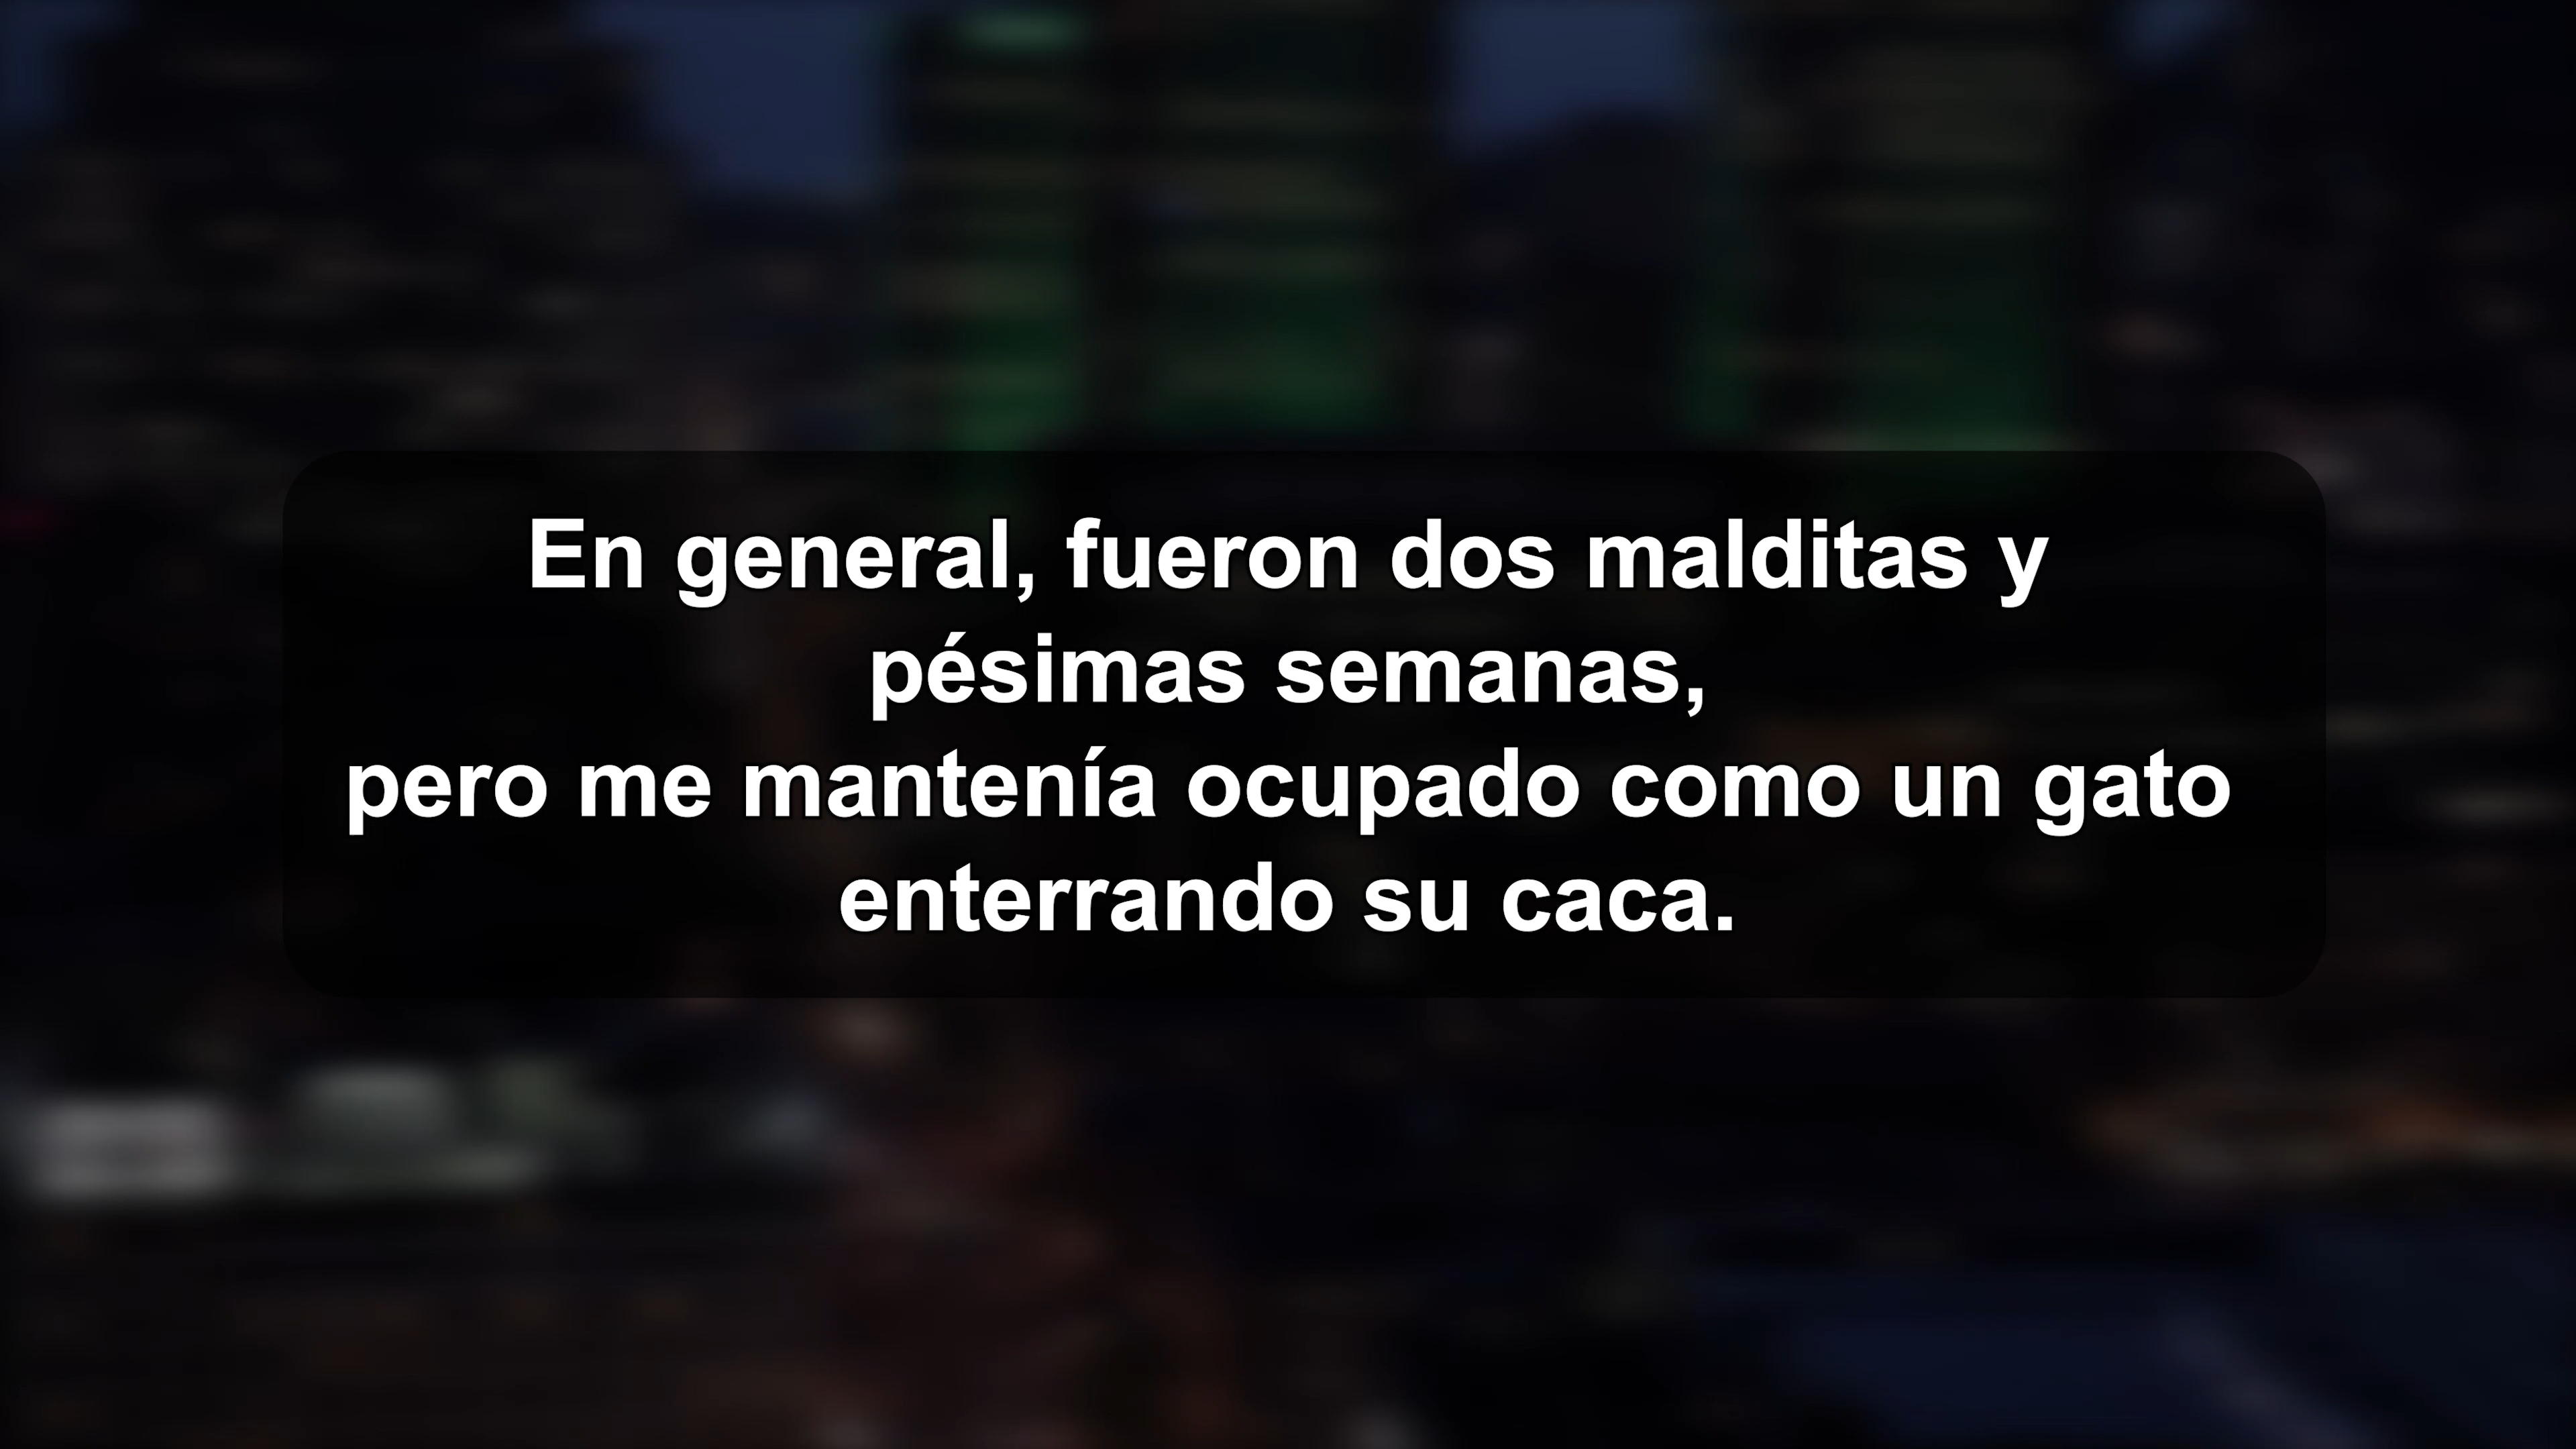 En general, fueron dos malditas y
pésimas semanas,
pero me mantenía ocupado como un gato
enterrando su caca.